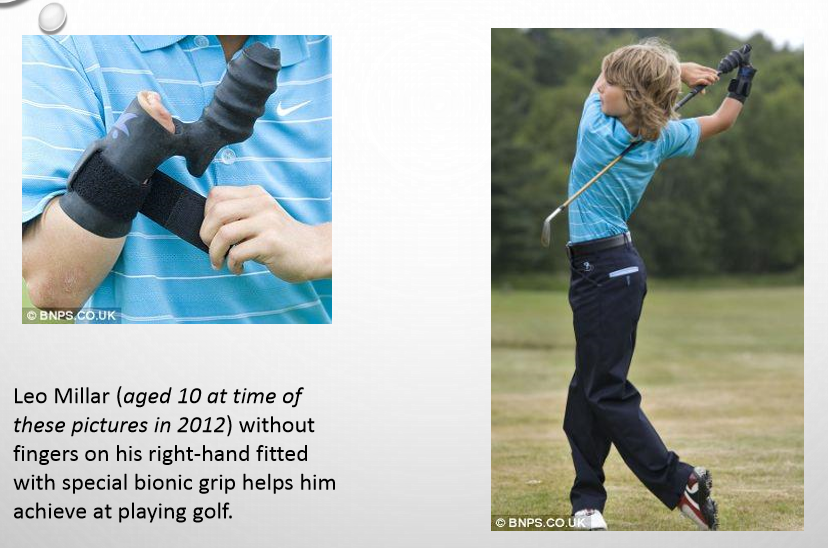 © BNPS.CO.UK
Leo Millar (aged 10 at time of
these pictures in 2012) without
fingers on his right-hand fitted
with special bionic grip helps him
achieve at playing golf.
© BNPS.CO.UK